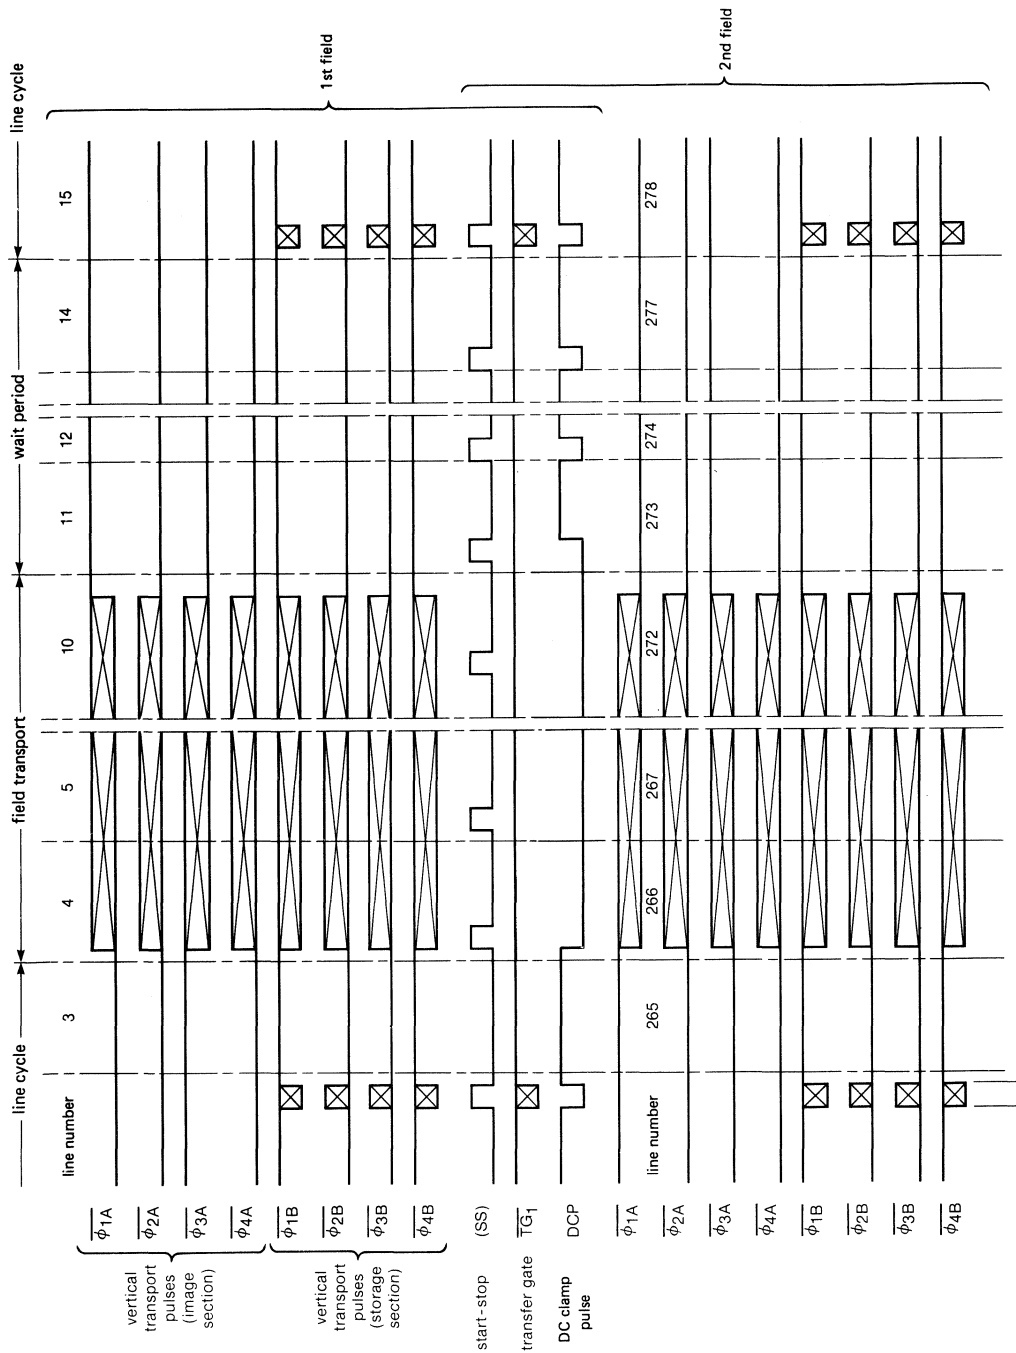 line cycle
field transport
wait period
line cycle
line number
3
4
5
10
11
12
14
15
1st field
vertical
transport
pulses
(image
section)
ϕ1A
ϕ2A
ϕ3A
ϕ4A
vertical
transport
pulses
(storage
section)
ϕ1B
ϕ2B
ϕ3B
ϕ4B
start-stop (SS)
transfer gate TG1
DC clamp DCP
pulse
line number
265
266
267
272
273
274
277
278
2nd field
ϕ1A
ϕ2A
ϕ3A
ϕ4A
ϕ1B
ϕ2B
ϕ3B
ϕ4B